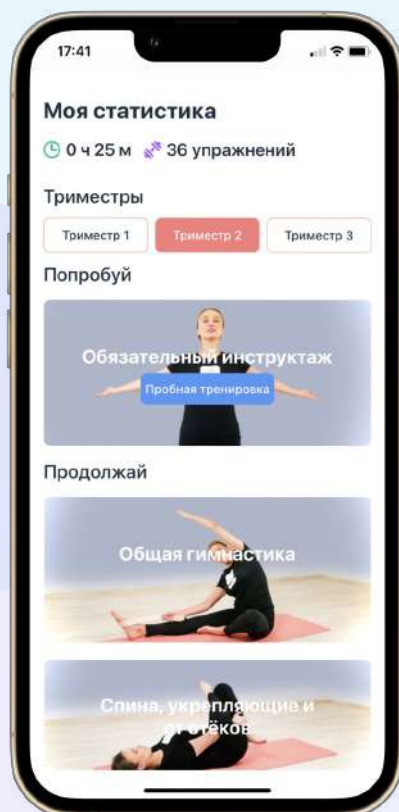 17:41
Моя статистика
0 ч 25 м 36 упражнений
Триместры
Триместр 1 Триместр 2 Триместр 3
Попробуй
Обязательный инструктаж
Пробная тренировка
Продолжай
Общая гимнастика
Спина, укрепляющие и
от отёков